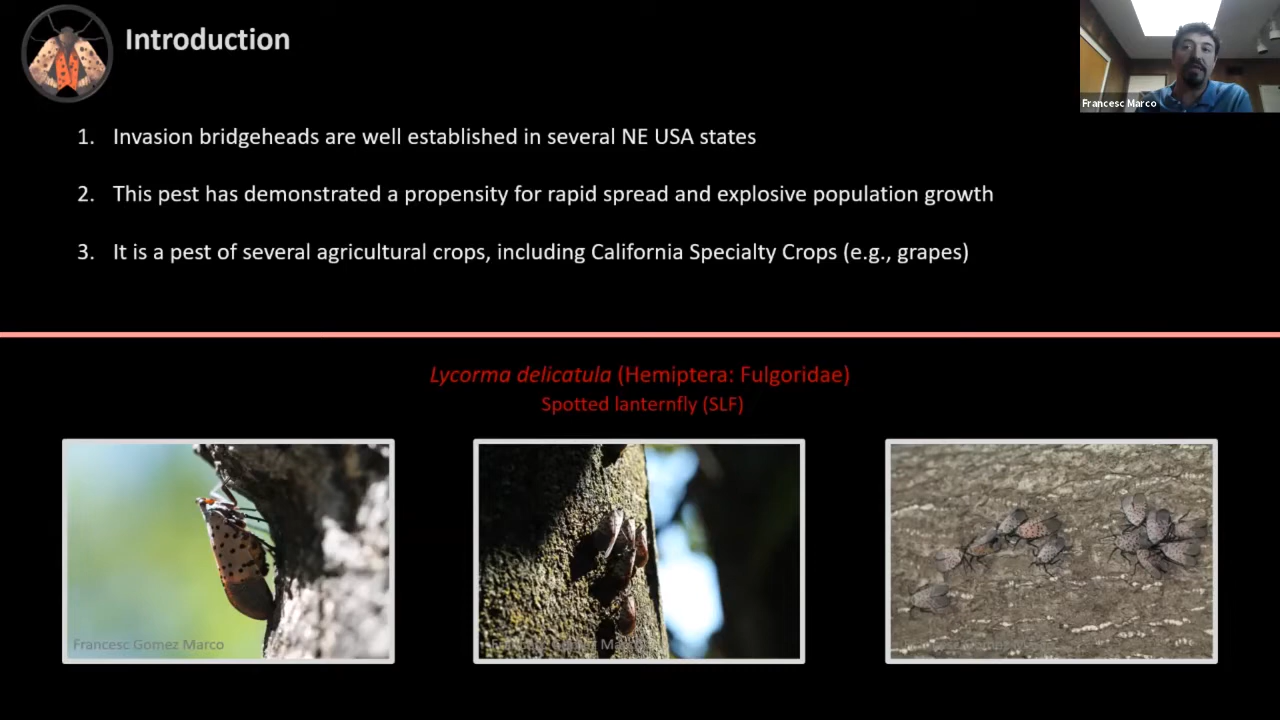 Introduction
Francesc Marco
1. Invasion bridgeheads are well established in several NE USA states
2. This pest has demonstrated a propensity for rapid spread and explosive population growth
3. It is a pest of several agricultural crops, including California Specialty Crops (e.g., grapes)
Lycorma delicatula (Hemiptera: Fulgoridae)
Spotted lanternfly (SLF)
Francesc Gomez Marco